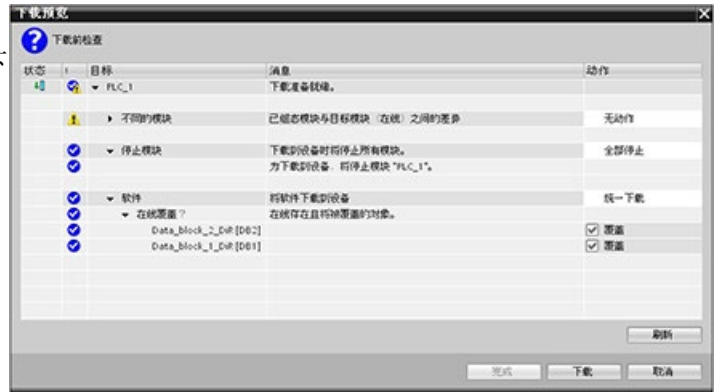 下载预览
下载前检查
状态 ! 目标 消息 动作
PLC_1 下载准备就绪。
不同的模块 已组态模块与目标模块（在线）之间的差异 无动作
停止模块 下载到设备时将停止所有模块。 全部停止
为下载到设备，将停止模块“PLC_1”。
软件 将软件下载到设备 统一下载
在线覆盖？ 在线存在且将被覆盖的对象。
Data_block_2_DxR [DB2] 覆盖
Data_block_1_DxR [DB1] 覆盖
刷新
完成 下载 取消